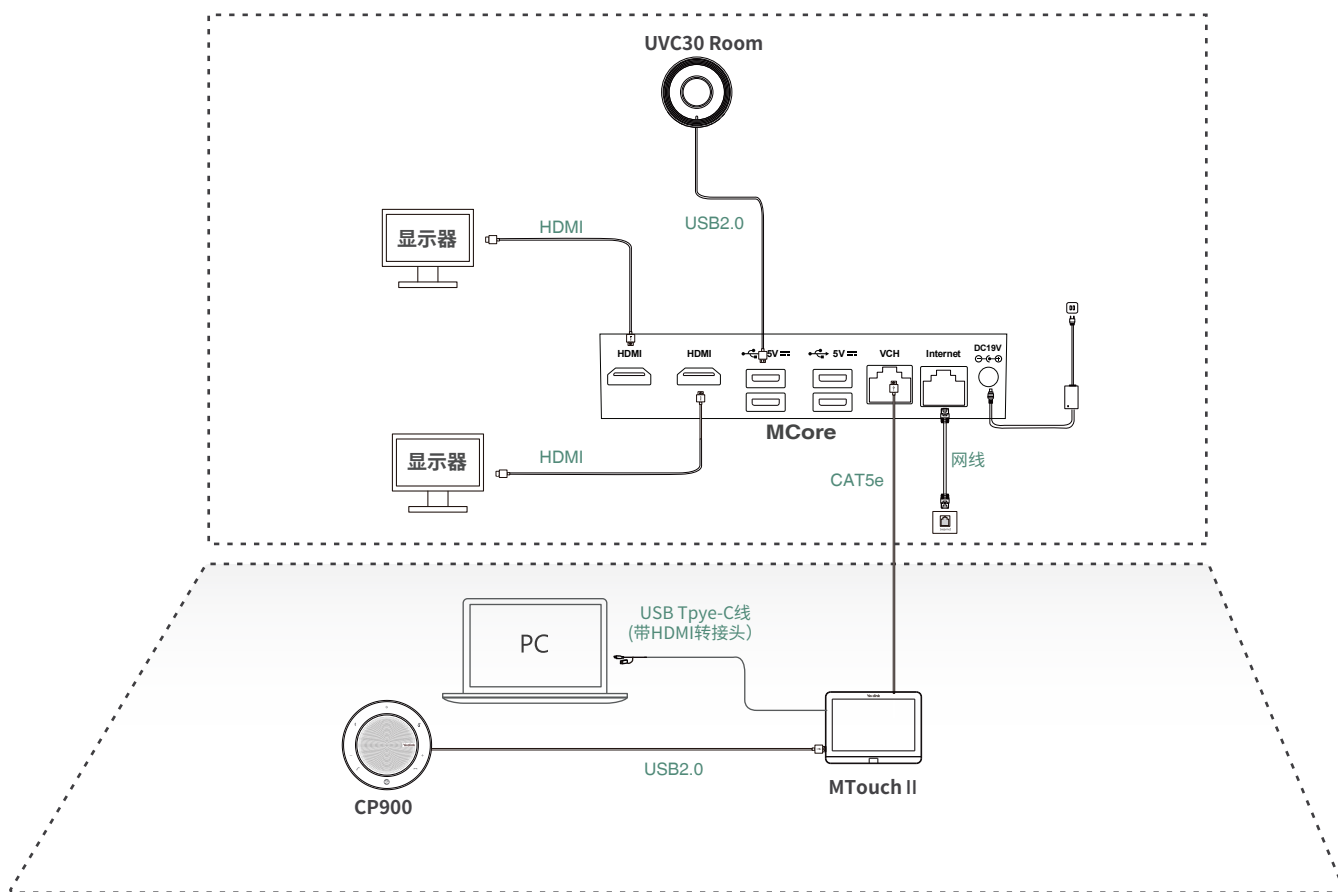 UVC30 Room
显示器
HDMI
USB2.0
HDMI
HDMI
5V
5V
VCH
Internet
DC19V
MCore
显示器
HDMI
CAT5e
网线
USB Tpye-C线
(带HDMI转接头）
PC
Yealink
USB2.0
CP900
MTouch II